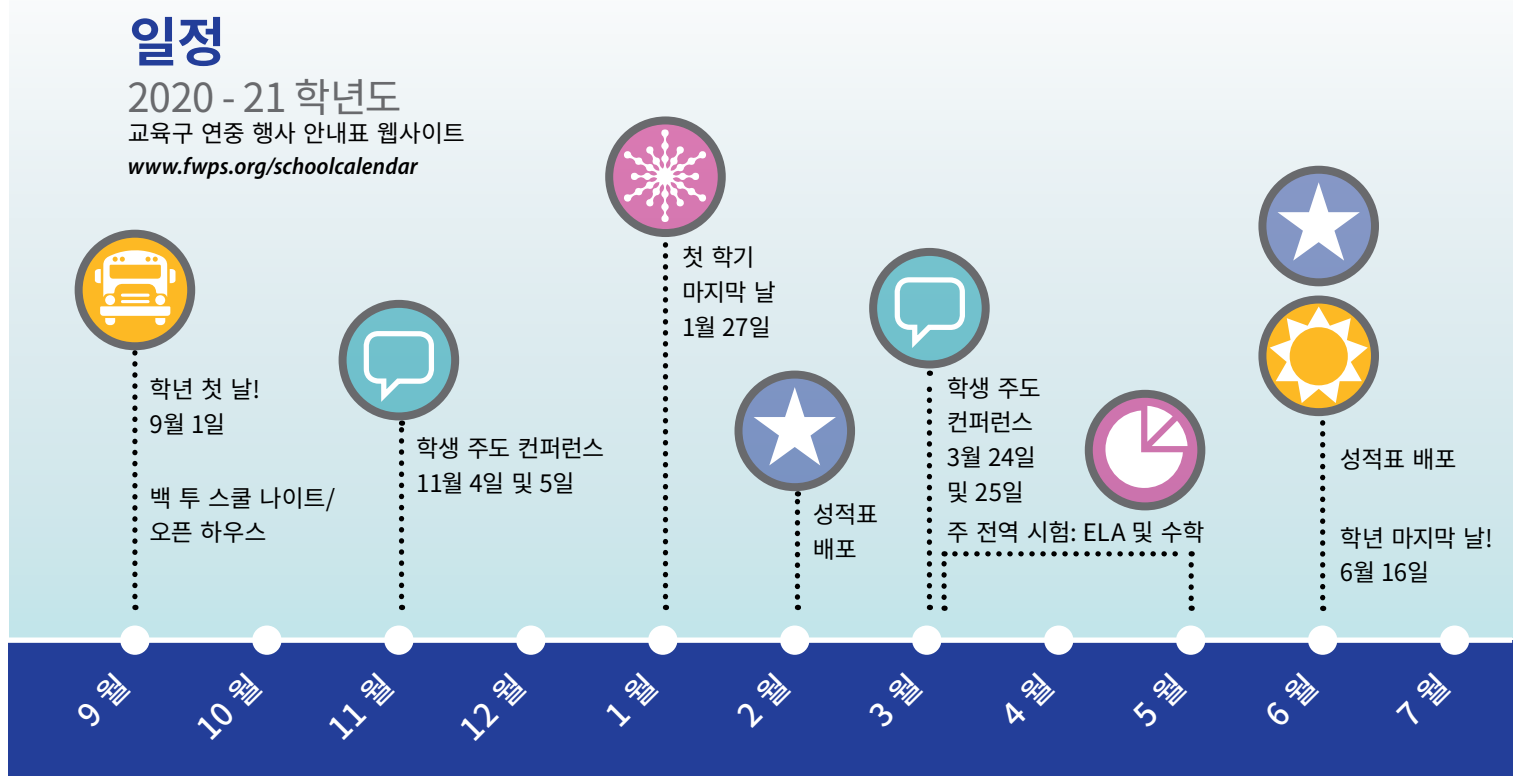 일정
2020 - 21 학년도
교육구 연중 행사 안내표 웹사이트
www.fwps.org/schoolcalendar
학년 첫 날!
9월 1일
백 투 스쿨 나이트/
오픈 하우스
학생 주도 컨퍼런스
11월 4일 및 5일
첫 학기
마지막 날
1월 27일
성적표
배포
학생 주도
컨퍼런스
3월 24일
및 25일
주 전역 시험: ELA 및 수학
성적표 배포
학년 마지막 날!
6월 16일
9 월
10 월
11 월
12 월
1 월
2 월
3 월
4 월
5 월
6 월
7 월